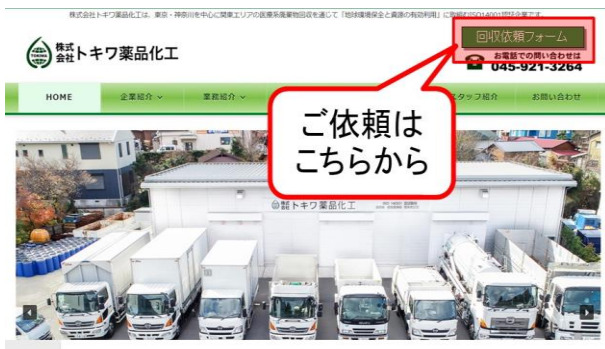 株式会社トキワ薬品化工は、東京・神奈川を中心に関東エリアの医療系廃棄物回収を通じて「地球環境保全と資源の有効利用」に取組むISO14001認証企業です。
回収依頼フォーム
TOKIWA
株式会社トキワ薬品化工
お電話での問い合わせは
045-921-3264
HOME 企業紹介 業務紹介 スタッフ紹介 お問い合わせ
ご依頼は
こちらから
株式会社トキワ薬品化工